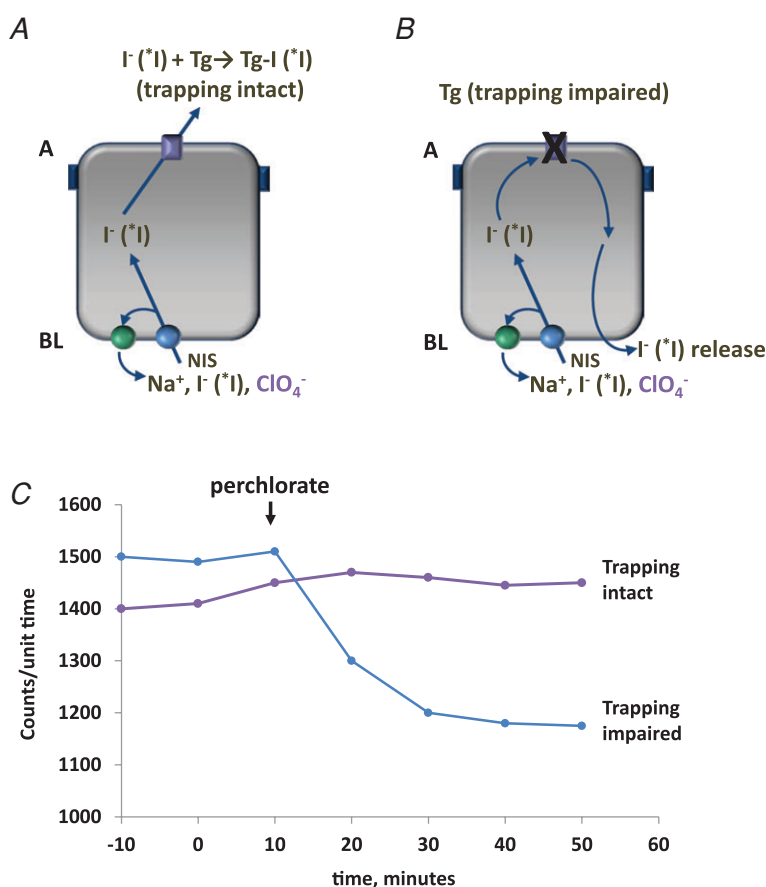 A
I⁻ (*I) + Tg→ Tg-I (*I)
(trapping intact)
A
I⁻ (*I)
BL
NIS
Na⁺, I⁻ (*I), ClO₄⁻
B
Tg (trapping impaired)
A
X
I⁻ (*I)
BL
I⁻ (*I) release
NIS
Na⁺, I⁻ (*I), ClO₄⁻
C
perchlorate
Counts/unit time
1600
1500
1400
1300
1200
1100
1000
Trapping
intact
Trapping
impaired
-10 0 10 20 30 40 50 60
time, minutes